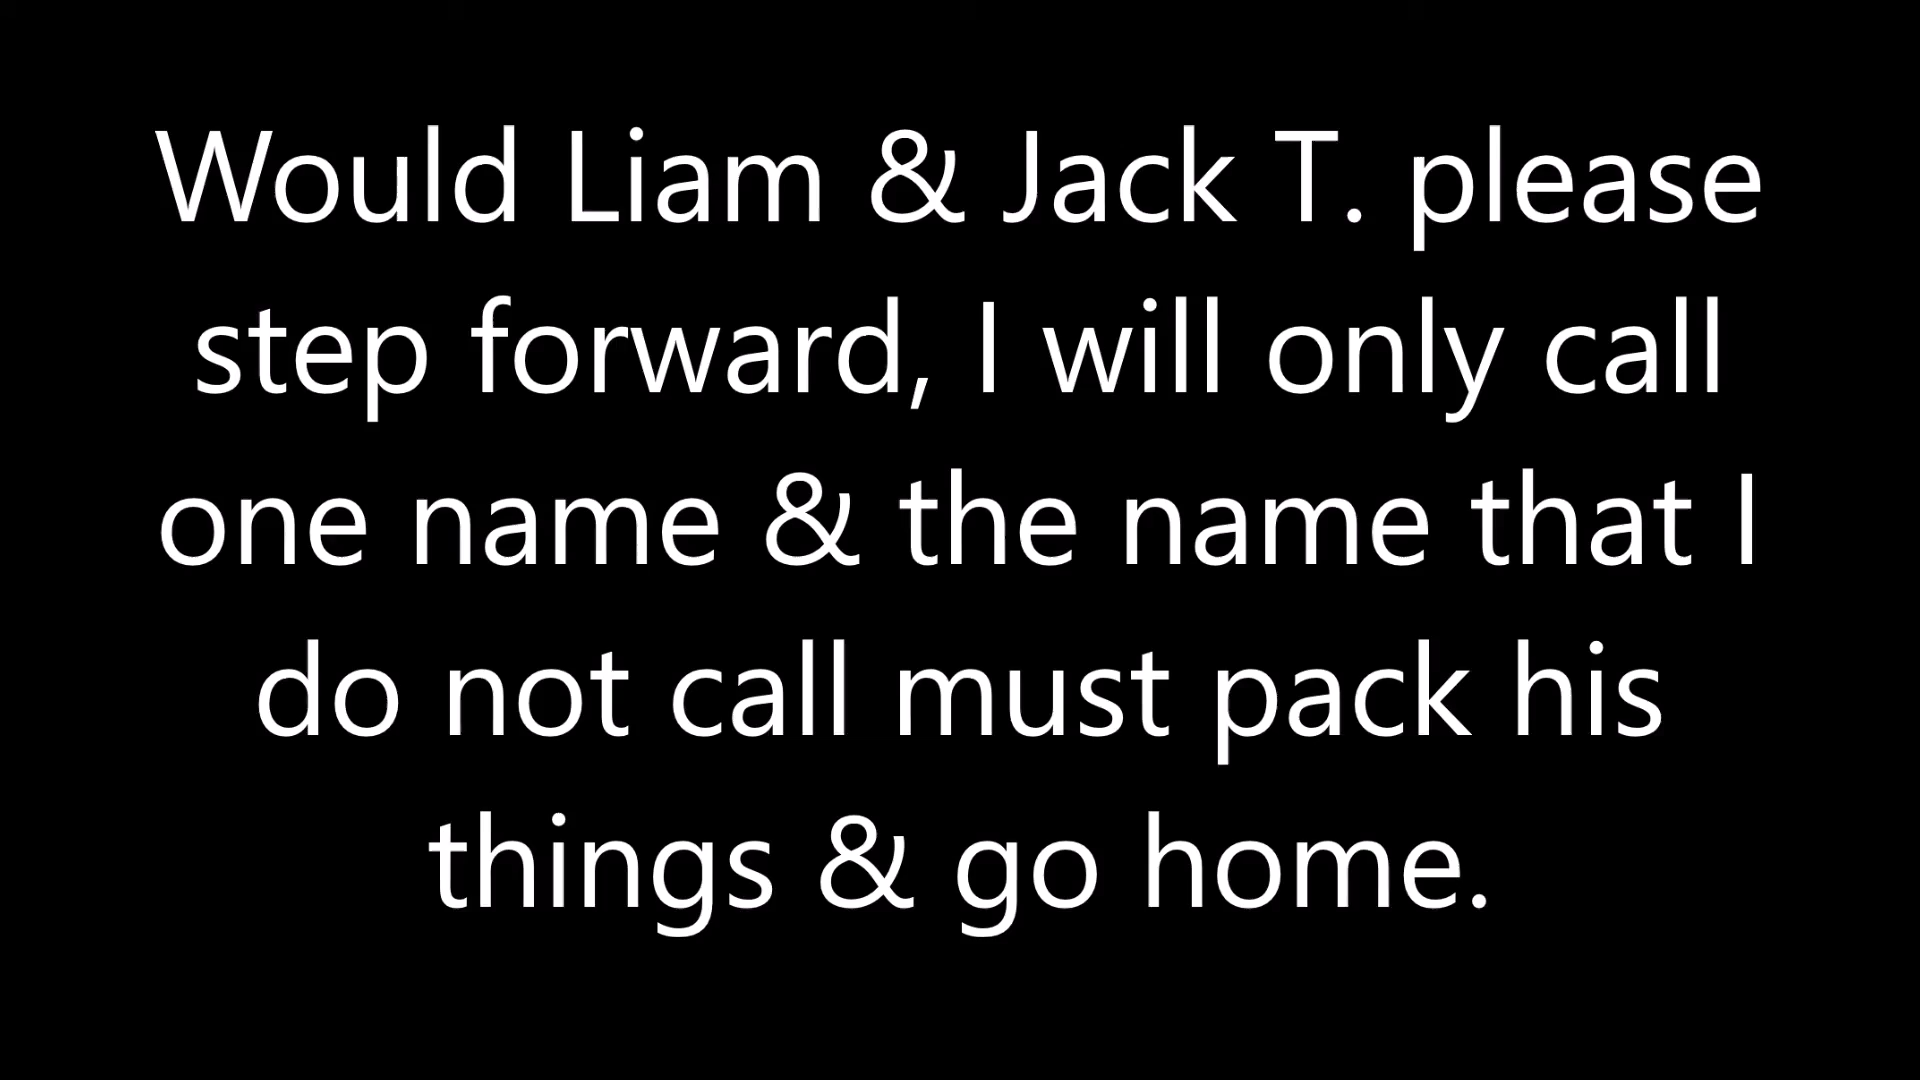 Would Liam & Jack T. please
step forward, I will only call
one name & the name that I
do not call must pack his
things & go home.